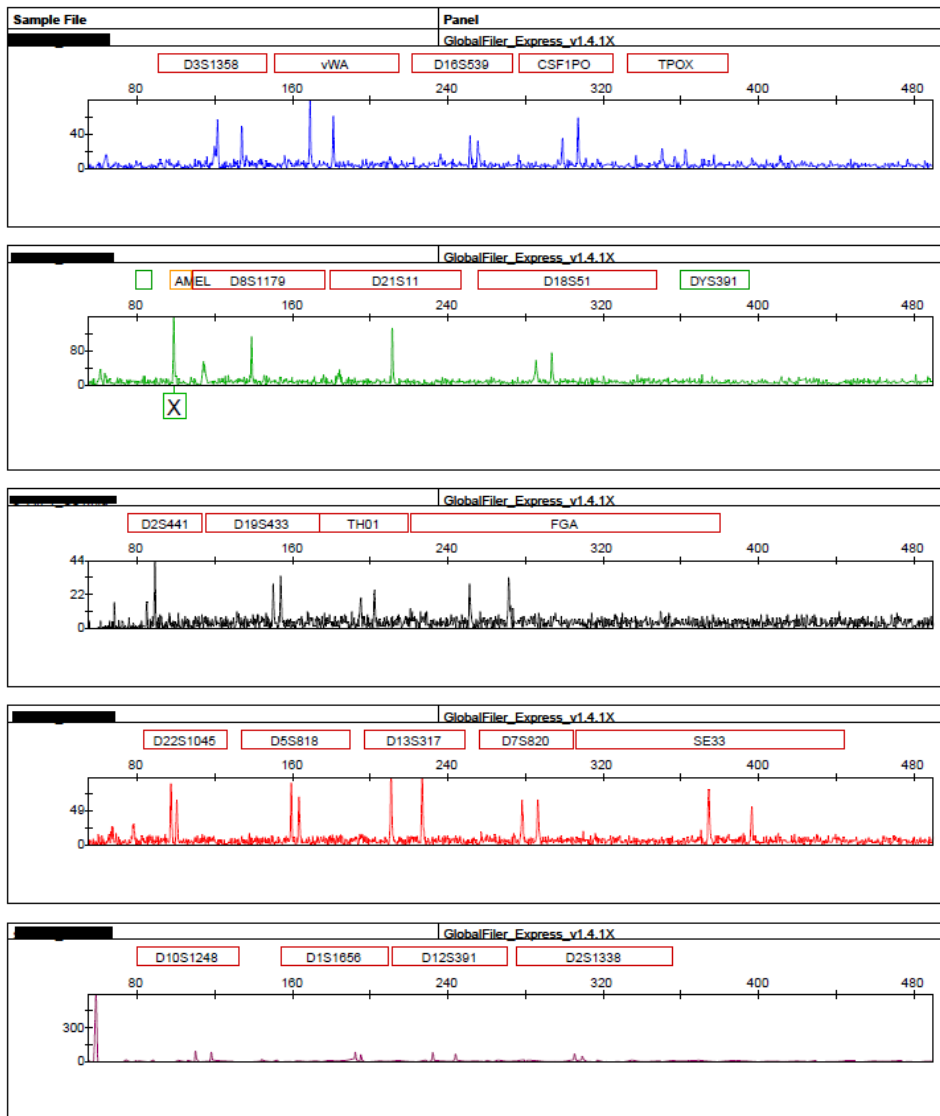 Sample File Panel
GlobalFiler_Express_v1.4.1X
D3S1358 vWA D16S539 CSF1PO TPOX
80 160 240 320 400 480
40
0
GlobalFiler_Express_v1.4.1X
AMEL D8S1179 D21S11 D18S51 DYS391
80 160 240 320 400 480
80
0
X
GlobalFiler_Express_v1.4.1X
D2S441 D19S433 TH01 FGA
80 160 240 320 400 480
44
22
0
GlobalFiler_Express_v1.4.1X
D22S1045 D5S818 D13S317 D7S820 SE33
80 160 240 320 400 480
49
0
GlobalFiler_Express_v1.4.1X
D10S1248 D1S1656 D12S391 D2S1338
80 160 240 320 400 480
300
0